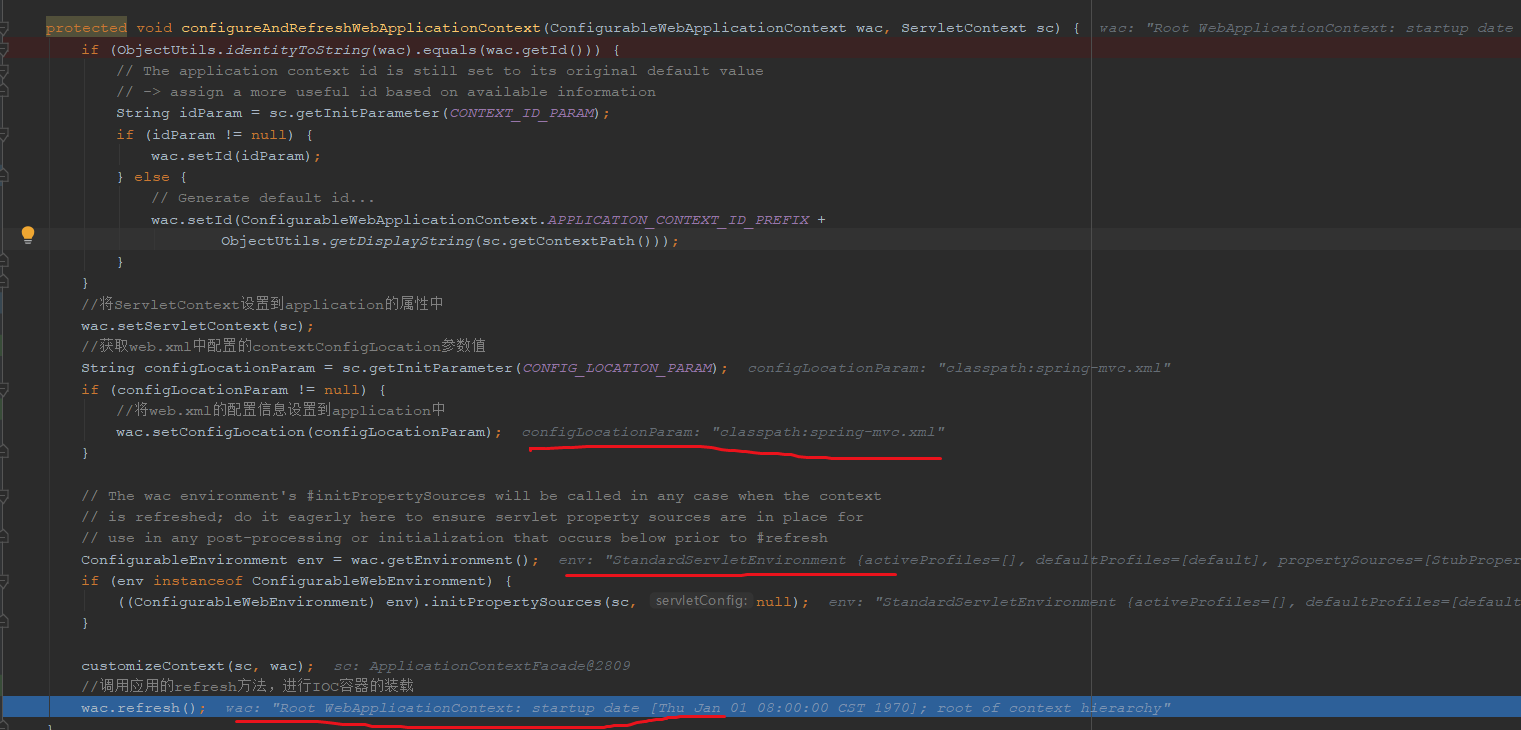 protected void configureAndRefreshWebApplicationContext(ConfigurableWebApplicationContext wac, ServletContext sc) {  wac: "Root WebApplicationContext: startup date
if (ObjectUtils.identityToString(wac).equals(wac.getId())) {
// The application context id is still set to its original default value
// -> assign a more useful id based on available information
String idParam = sc.getInitParameter(CONTEXT_ID_PARAM);
if (idParam != null) {
wac.setId(idParam);
} else {
// Generate default id...
wac.setId(ConfigurableWebApplicationContext.APPLICATION_CONTEXT_ID_PREFIX +
ObjectUtils.getDisplayString(sc.getContextPath()));
}
}
//将ServletContext设置到application的属性中
wac.setServletContext(sc);
//获取web.xml中配置的contextConfigLocation参数值
String configLocationParam = sc.getInitParameter(CONFIG_LOCATION_PARAM);  configLocationParam: "classpath:spring-mvc.xml"
if (configLocationParam != null) {
//将web.xml的配置信息设置到application中
wac.setConfigLocation(configLocationParam);  configLocationParam: "classpath:spring-mvc.xml"
}
// The wac environment's #initPropertySources will be called in any case when the context
// is refreshed; do it eagerly here to ensure servlet property sources are in place for
// use in any post-processing or initialization that occurs below prior to #refresh
ConfigurableEnvironment env = wac.getEnvironment();  env: "StandardServletEnvironment {activeProfiles=[], defaultProfiles=[default], propertySources=[StubProper
if (env instanceof ConfigurableWebEnvironment) {
((ConfigurableWebEnvironment) env).initPropertySources(sc, servletConfig: null);  env: "StandardServletEnvironment {activeProfiles=[], defaultProfiles=[default
}
customizeContext(sc, wac);  sc: ApplicationContextFacade@2809
//调用应用的refresh方法，进行IOC容器的装载
wac.refresh();  wac: "Root WebApplicationContext: startup date [Thu Jan 01 08:00:00 CST 1970]; root of context hierarchy"